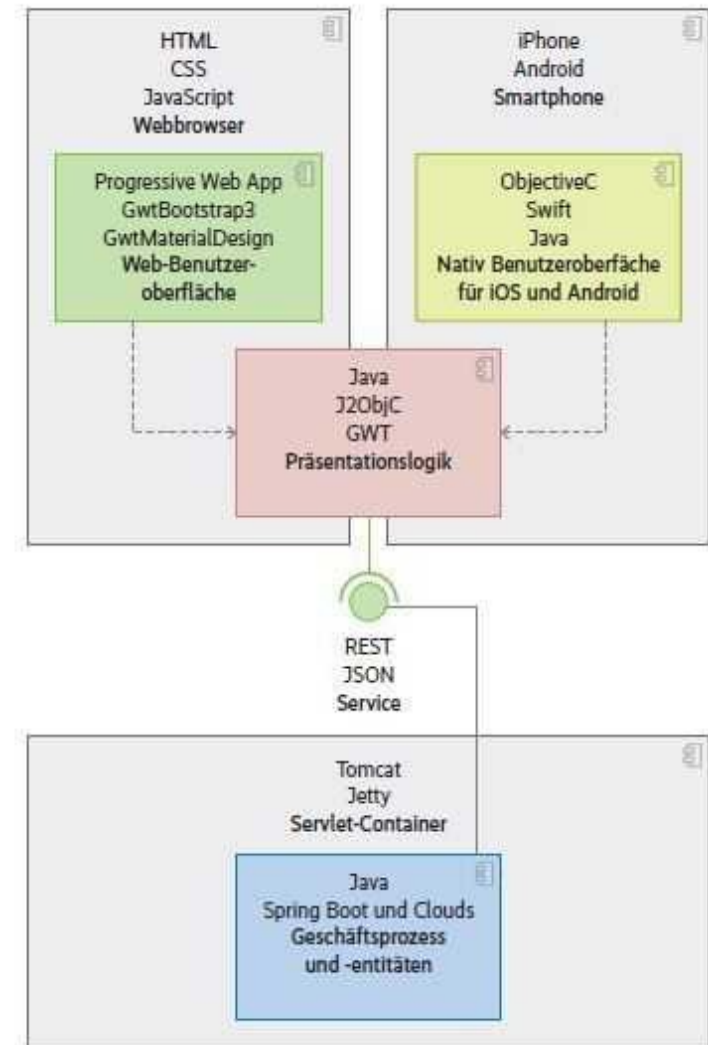 HTML
CSS
JavaScript
Webbrowser
Progressive Web App
GwtBootstrap3
GwtMaterialDesign
Web-Benutzer-
oberfläche
iPhone
Android
Smartphone
ObjectiveC
Swift
Java
Nativ Benutzeroberfäche
für iOS und Android
Java
J2ObjC
GWT
Präsentationslogik
REST
JSON
Service
Tomcat
Jetty
Servlet-Container
Java
Spring Boot und Clouds
Geschäftsprozess
und -entitäten